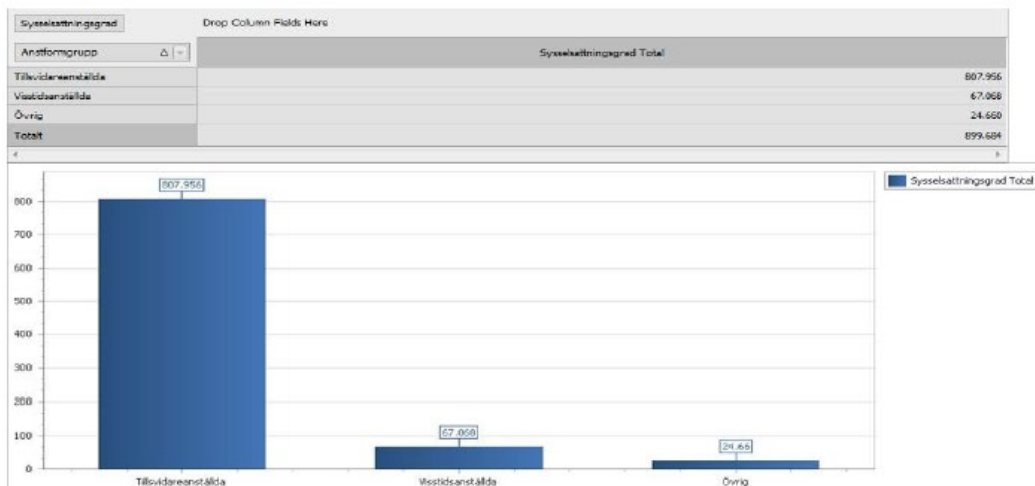 Sysselsattningsgrad Drop Column Fields Here
Anstformgrupp Sysselsattningsgrad Total
Tillsvidareanställda 807.956
Visstidsanställda 67.068
Övrig 24.660
Totalt 899.684
807.956
Sysselsattningsgrad Total
800
700
600
500
400
300
200
100
0
67.068
24.66
Tillsvidareanställda Visstidsanställda Övrig